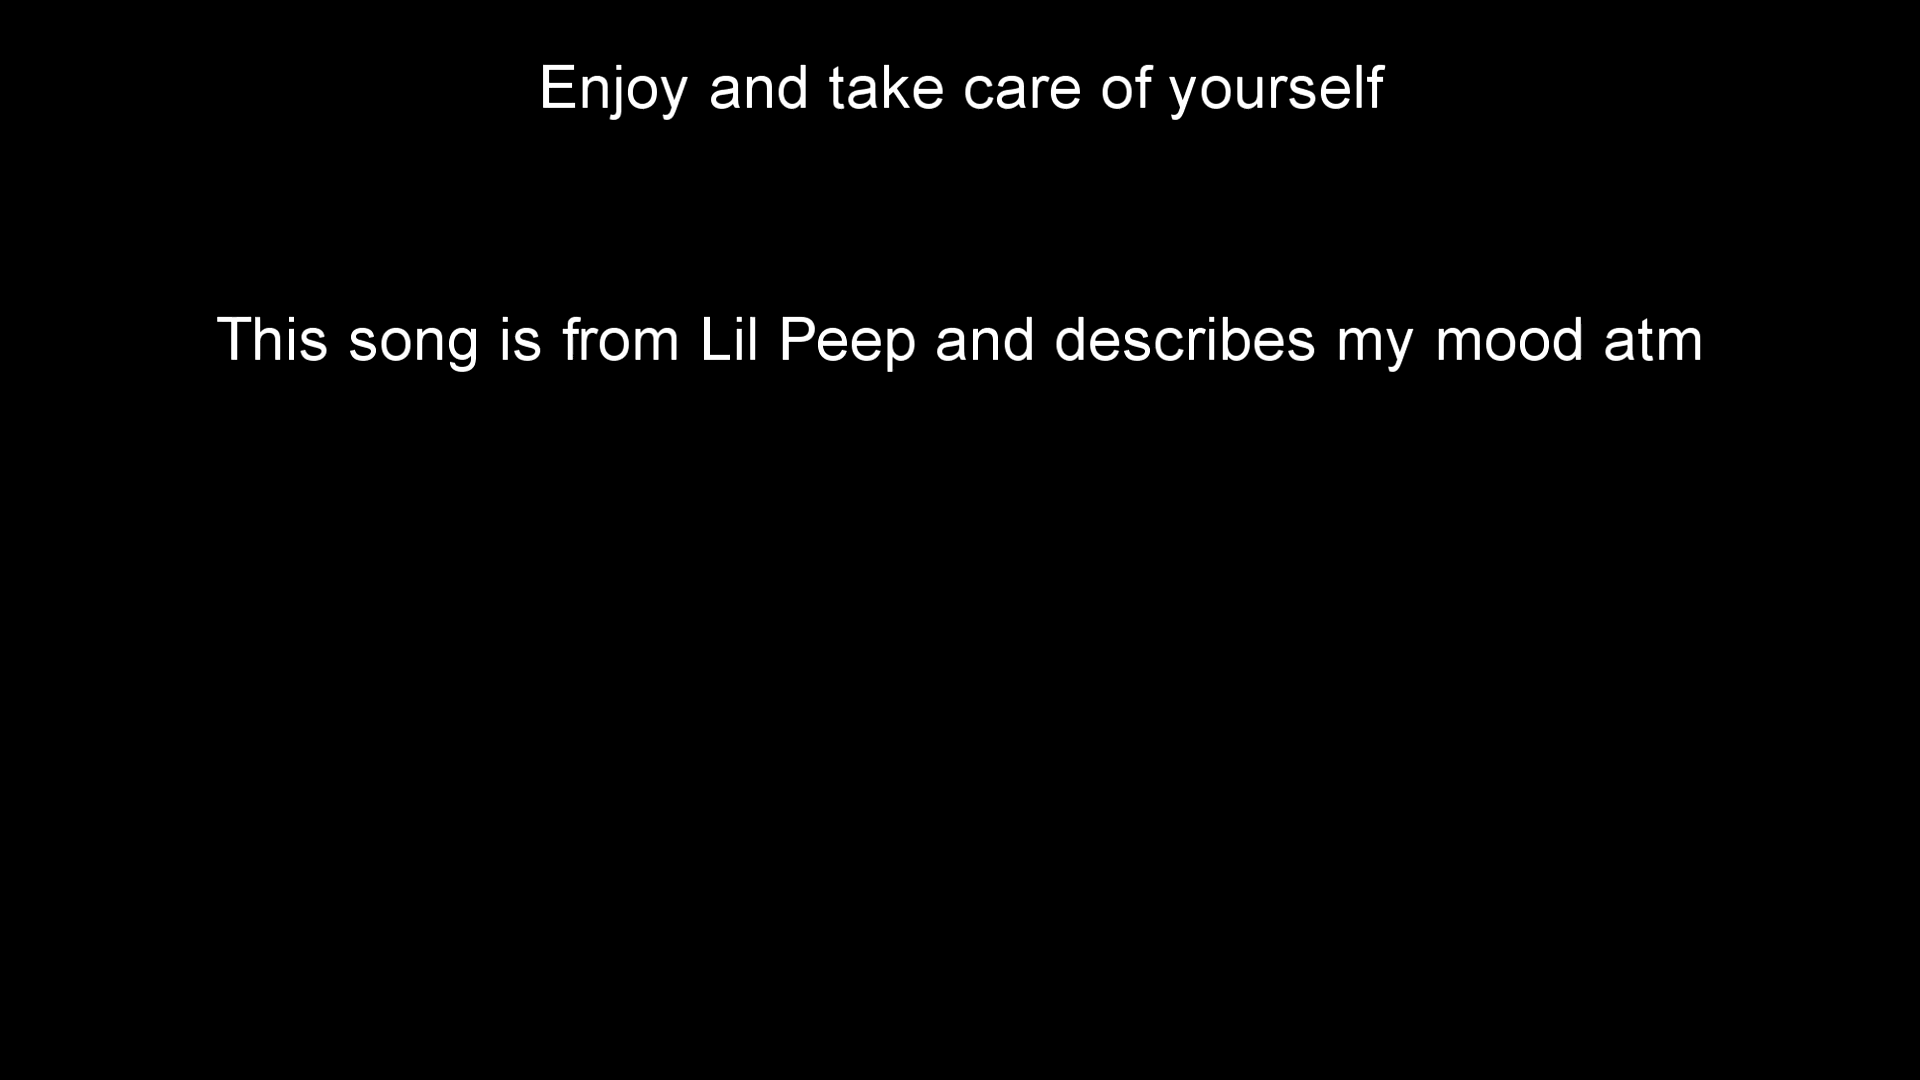 Enjoy and take care of yourself
This song is from Lil Peep and describes my mood atm